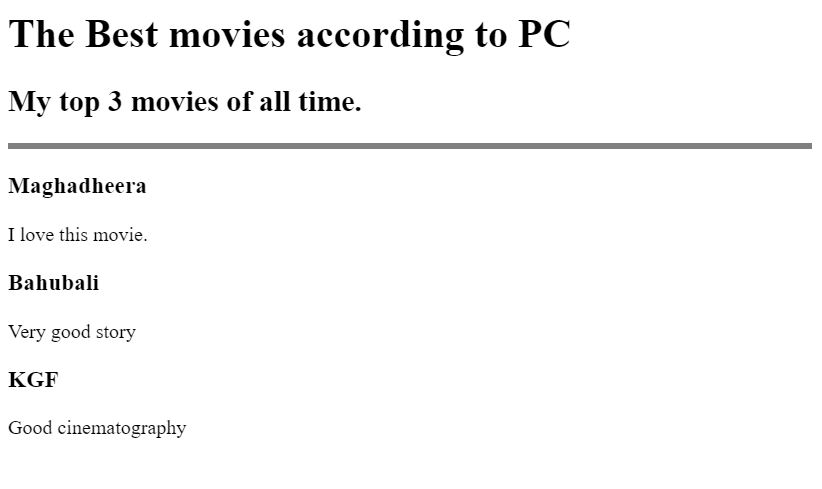 The Best movies according to PC
My top 3 movies of all time.
Maghadheera
I love this movie.
Bahubali
Very good story
KGF
Good cinematography